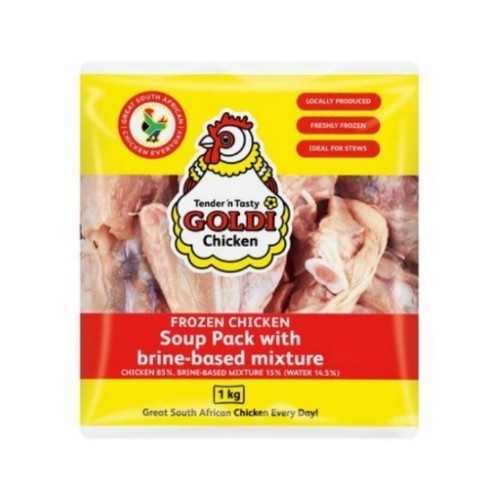 GREAT SOUTH AFRICAN
CHICKEN EVERYDAY!
LOCALLY PRODUCED
FRESHLY FROZEN
IDEAL FOR STEWS
Tender 'n Tasty
GOLDI
Chicken
FROZEN CHICKEN
Soup Pack with
brine-based mixture
CHICKEN 85%, BRINE-BASED MIXTURE 15% (WATER 14,5%)
1 kg
Great South African Chicken Every Day!